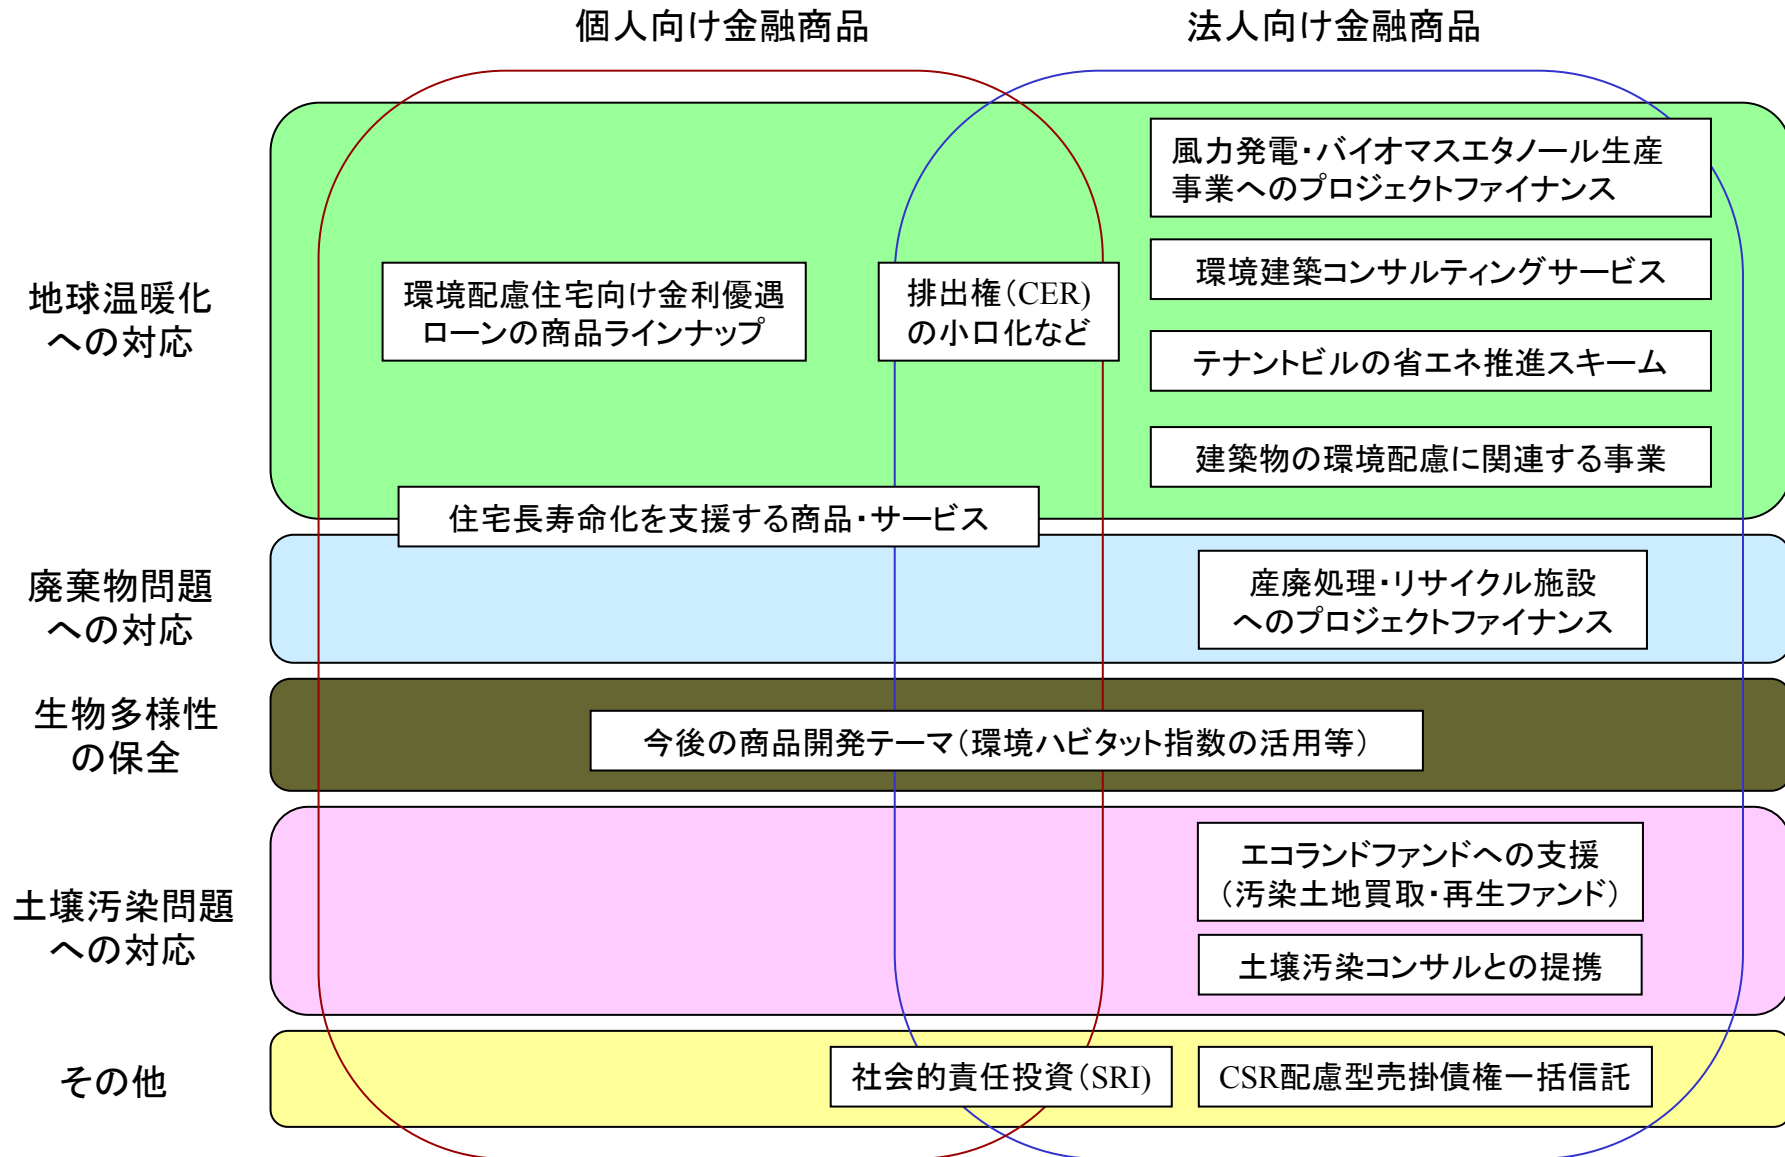 個人向け金融商品
法人向け金融商品
地球温暖化
への対応
風力発電・バイオマスエタノール生産
事業へのプロジェクトファイナンス
環境配慮住宅向け金利優遇
ローンの商品ラインナップ
排出権（CER)
の小口化など
環境建築コンサルティングサービス
テナントビルの省エネ推進スキーム
建築物の環境配慮に関連する事業
住宅長寿命化を支援する商品・サービス
廃棄物問題
への対応
産廃処理・リサイクル施設
へのプロジェクトファイナンス
生物多様性
の保全
今後の商品開発テーマ（環境ハビタット指数の活用等）
土壌汚染問題
への対応
エコランドファンドへの支援
（汚染土地買取・再生ファンド）
土壌汚染コンサルとの提携
その他
社会的責任投資（SRI)
CSR配慮型売掛債権一括信託